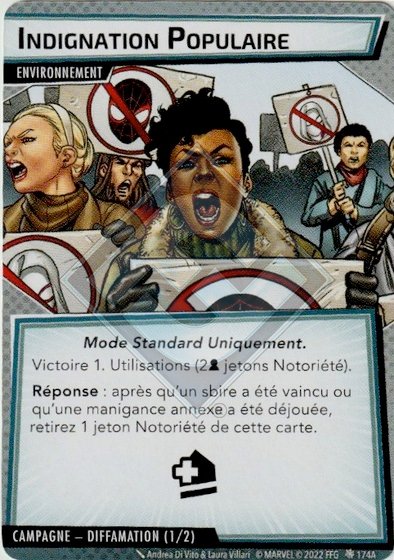 INDIGNATION POPULAIRE
ENVIRONNEMENT
Mode Standard Uniquement.
Victoire 1. Utilisations (2 jetons Notoriété).
Réponse : après qu'un sbire a été vaincu ou
qu'une manigance annexe a été déjouée,
retirez 1 jeton Notoriété de cette carte.
CAMPAGNE – DIFFAMATION (1/2)
Andrea Di Vito & Laura Villari © MARVEL © 2022 FFG 174A